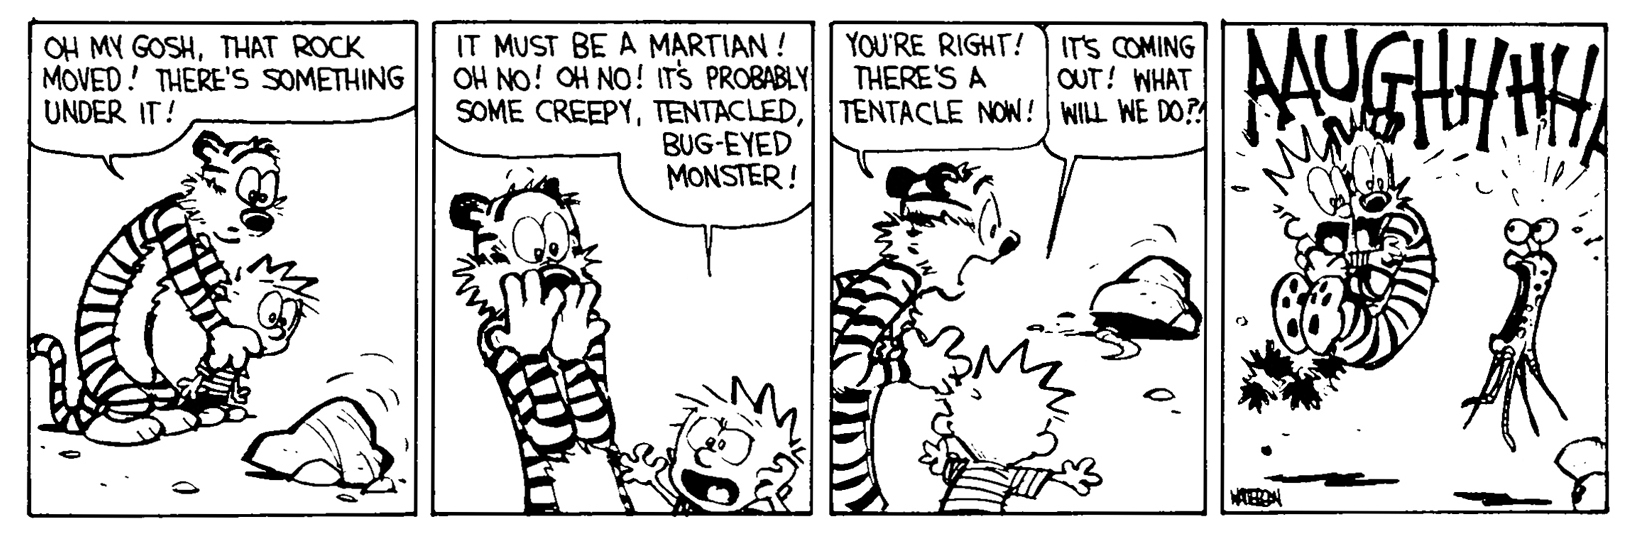 OH MY GOSH, THAT ROCK
MOVED! THERE'S SOMETHING
UNDER IT!
IT MUST BE A MARTIAN!
OH NO! OH NO! IT'S PROBABLY
SOME CREEPY, TENTACLED,
BUG-EYED
MONSTER!
YOU'RE RIGHT!
THERE'S A
TENTACLE NOW!
IT'S COMING
OUT! WHAT
WILL WE DO?!
AAUGHHHHH
WATTERSON